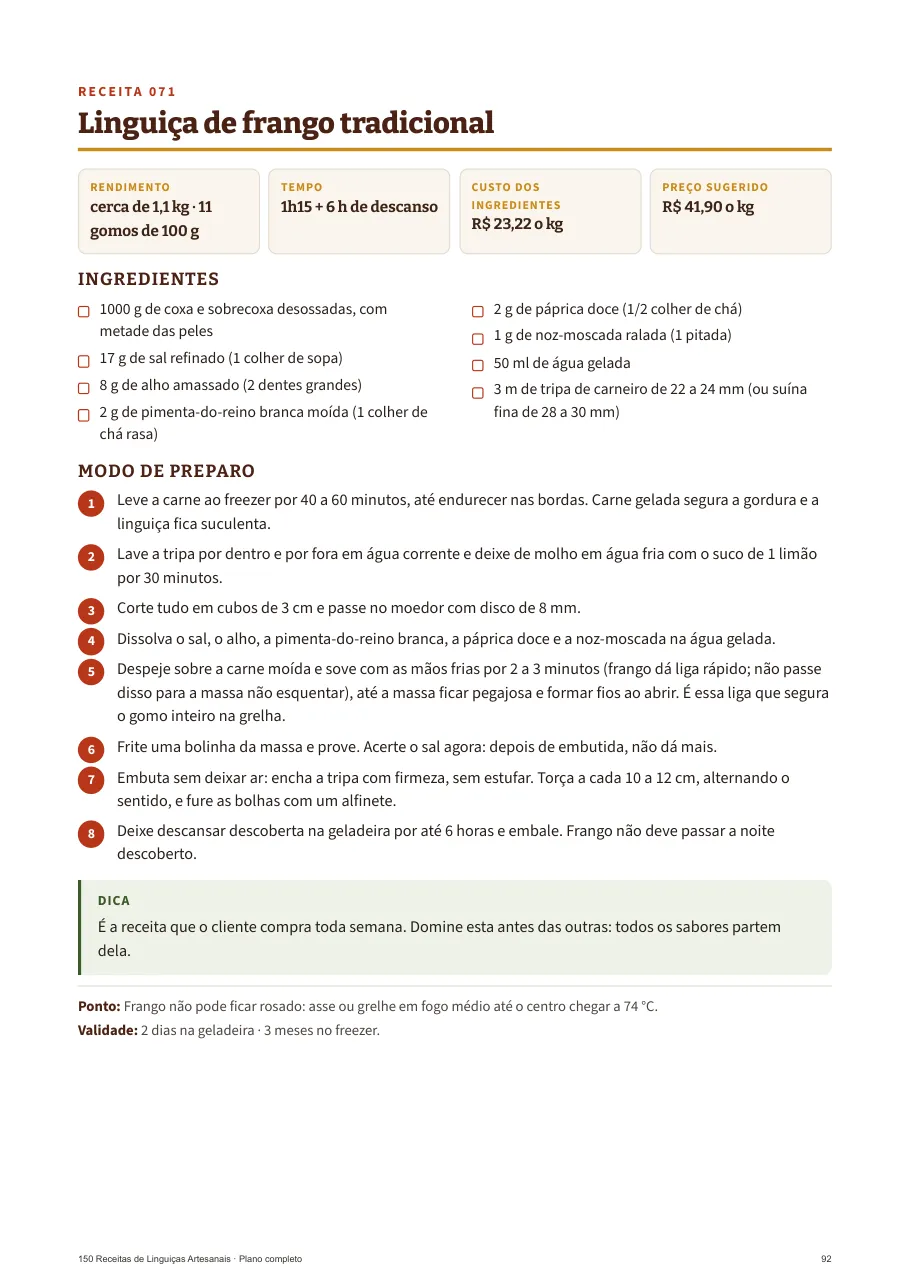 RECEITA 071
Linguiça de frango tradicional
RENDIMENTO
cerca de 1,1 kg · 11
gomos de 100 g
TEMPO
1h15 + 6 h de descanso
CUSTO DOS
INGREDIENTES
R$ 23,22 o kg
PREÇO SUGERIDO
R$ 41,90 o kg
INGREDIENTES
1000 g de coxa e sobrecoxa desossadas, com
metade das peles
17 g de sal refinado (1 colher de sopa)
8 g de alho amassado (2 dentes grandes)
2 g de pimenta-do-reino branca moída (1 colher de
chá rasa)
2 g de páprica doce (1/2 colher de chá)
1 g de noz-moscada ralada (1 pitada)
50 ml de água gelada
3 m de tripa de carneiro de 22 a 24 mm (ou suína
fina de 28 a 30 mm)
MODO DE PREPARO
1 Leve a carne ao freezer por 40 a 60 minutos, até endurecer nas bordas. Carne gelada segura a gordura e a
linguiça fica suculenta.
2 Lave a tripa por dentro e por fora em água corrente e deixe de molho em água fria com o suco de 1 limão
por 30 minutos.
3 Corte tudo em cubos de 3 cm e passe no moedor com disco de 8 mm.
4 Dissolva o sal, o alho, a pimenta-do-reino branca, a páprica doce e a noz-moscada na água gelada.
5 Despeje sobre a carne moída e sove com as mãos frias por 2 a 3 minutos (frango dá liga rápido; não passe
disso para a massa não esquentar), até a massa ficar pegajosa e formar fios ao abrir. É essa liga que segura
o gomo inteiro na grelha.
6 Frite uma bolinha da massa e prove. Acerte o sal agora: depois de embutida, não dá mais.
7 Embuta sem deixar ar: encha a tripa com firmeza, sem estufar. Torça a cada 10 a 12 cm, alternando o
sentido, e fure as bolhas com um alfinete.
8 Deixe descansar descoberta na geladeira por até 6 horas e embale. Frango não deve passar a noite
descoberto.
DICA
É a receita que o cliente compra toda semana. Domine esta antes das outras: todos os sabores partem
dela.
Ponto: Frango não pode ficar rosado: asse ou grelhe em fogo médio até o centro chegar a 74 °C.
Validade: 2 dias na geladeira · 3 meses no freezer.
150 Receitas de Linguiças Artesanais · Plano completo
92